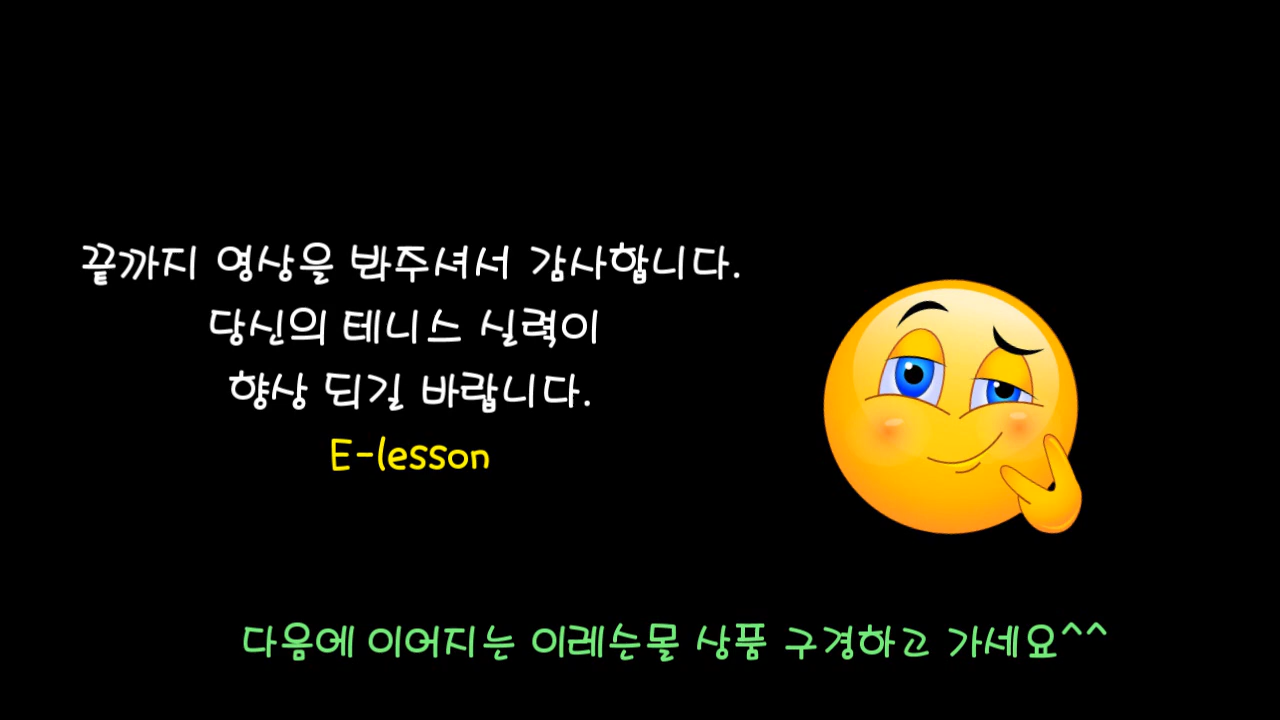 끝까지 영상을 봐주셔서 감사합니다.
당신의 테니스 실력이
향상 되길 바랍니다.
E-lesson
다음에 이어지는 이레슨몰 상품 구경하고 가세요^^